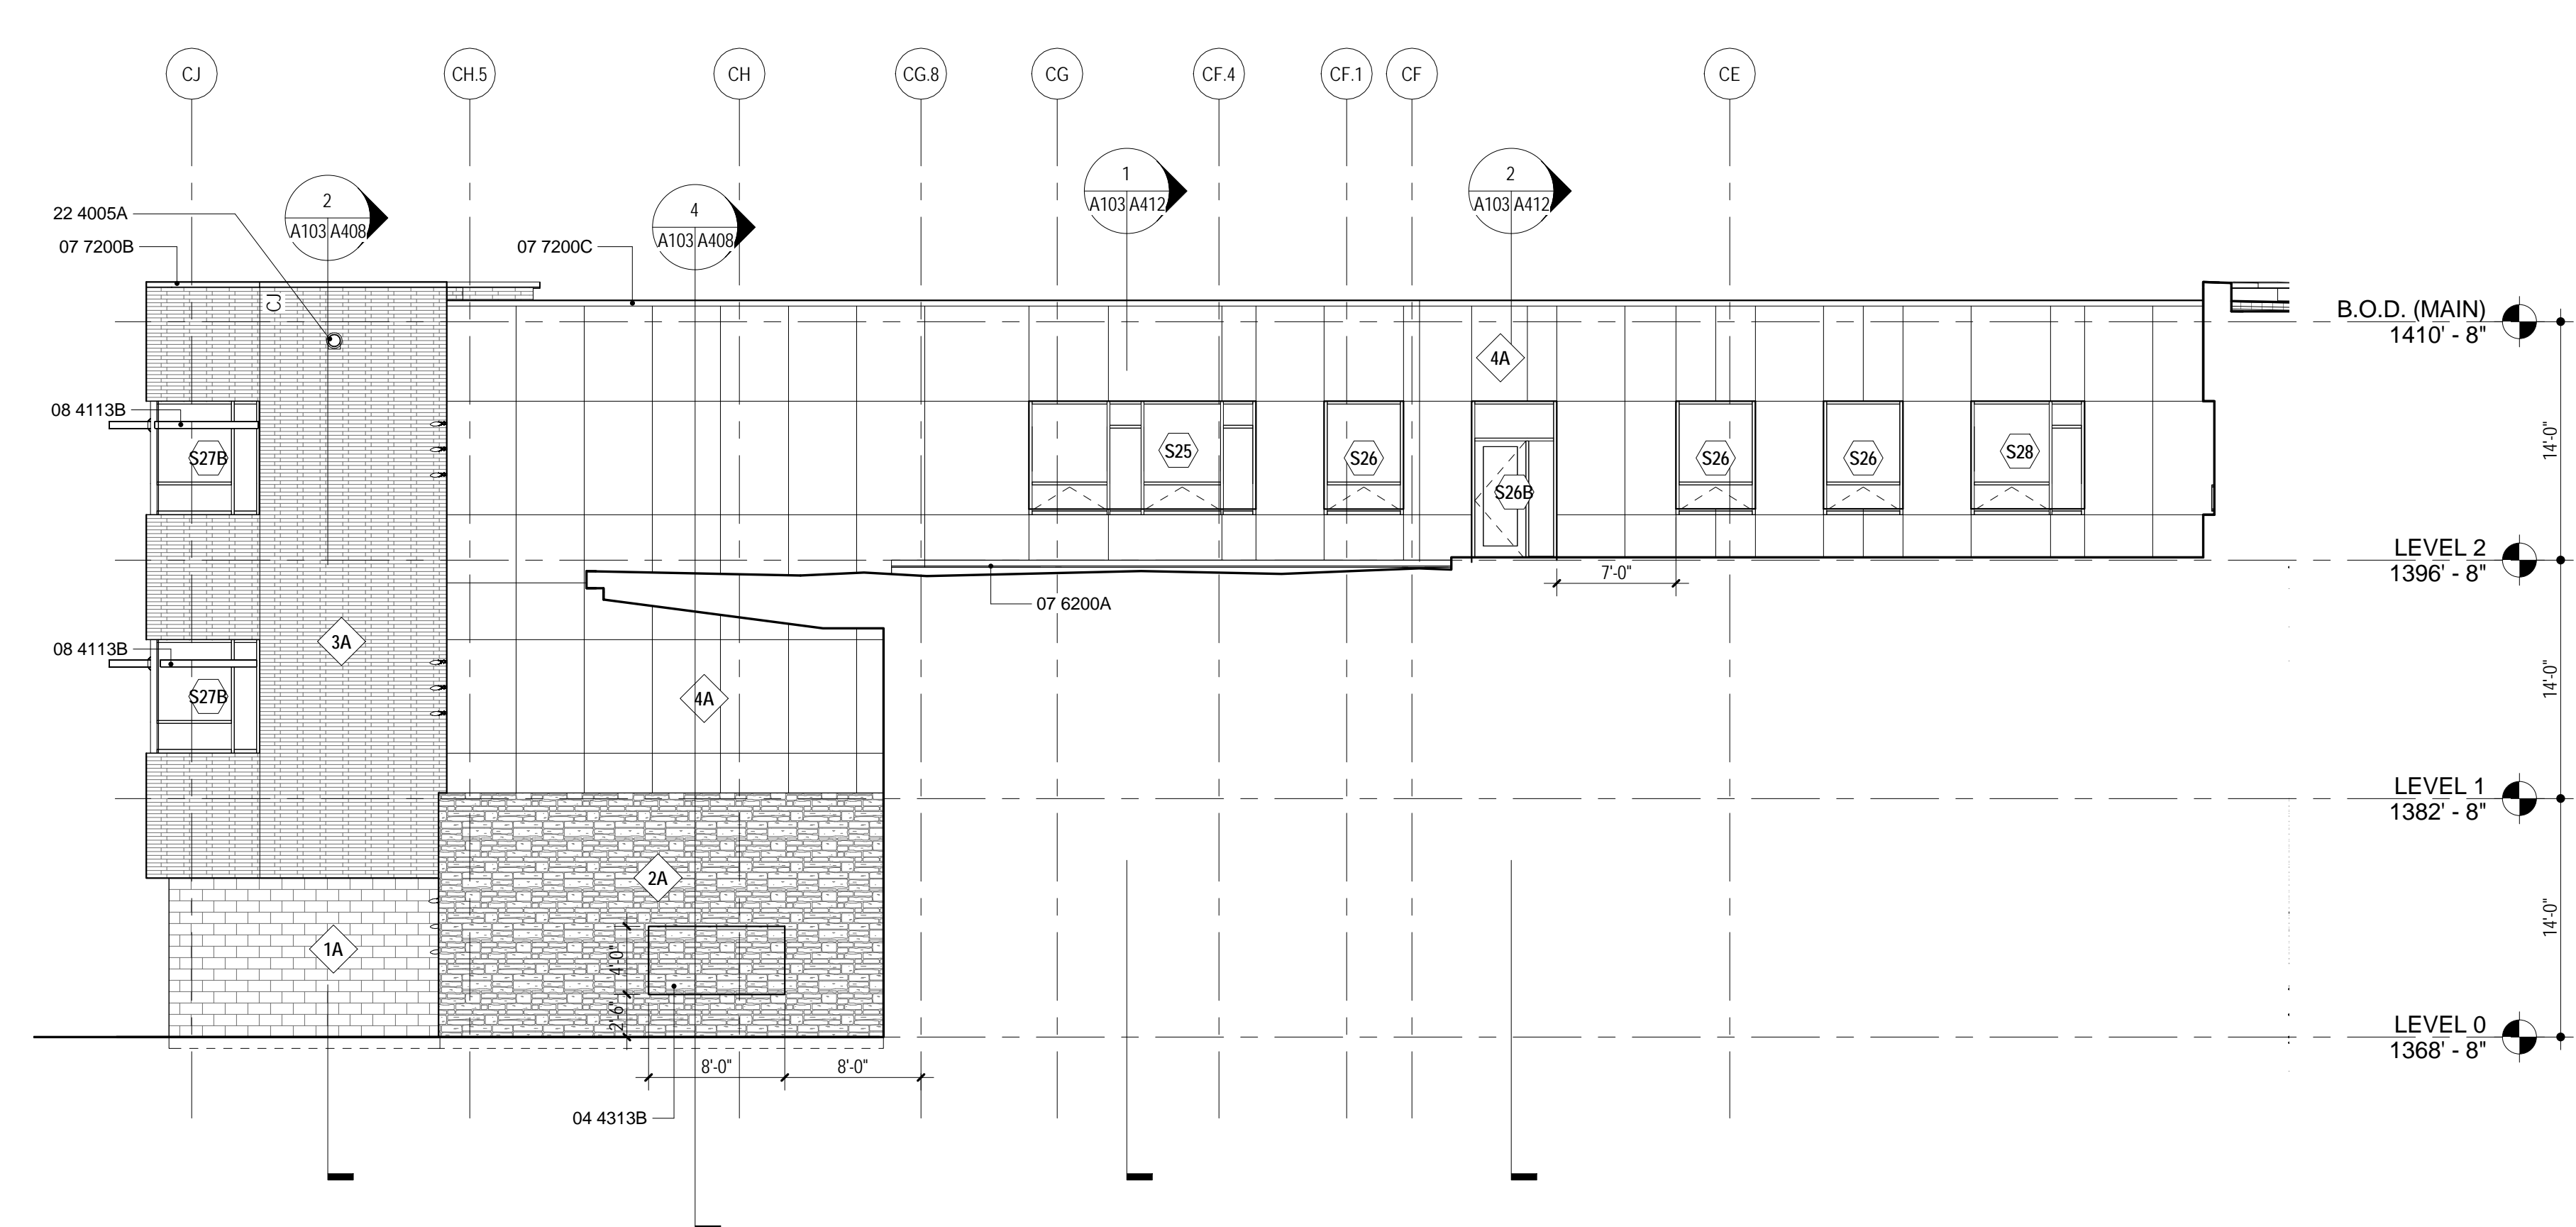 CJ
CH.5
CH
CG.8
CG
CF.4
CF.1
CF
CE
2
A103 A408
4
A103 A408
1
A103 A412
2
A103 A412
22 4005A
07 7200B
07 7200C
CJ
B.O.D. (MAIN)
1410' - 8"
4A
08 4113B
S27B
S25
S26
S26B
S26
S26
S28
14'-0"
LEVEL 2
1396' - 8"
7'-0"
07 6200A
08 4113B
3A
S27B
4A
14'-0"
LEVEL 1
1382' - 8"
2A
1A
4'-0"
2'-6"
14'-0"
LEVEL 0
1368' - 8"
8'-0"
8'-0"
04 4313B